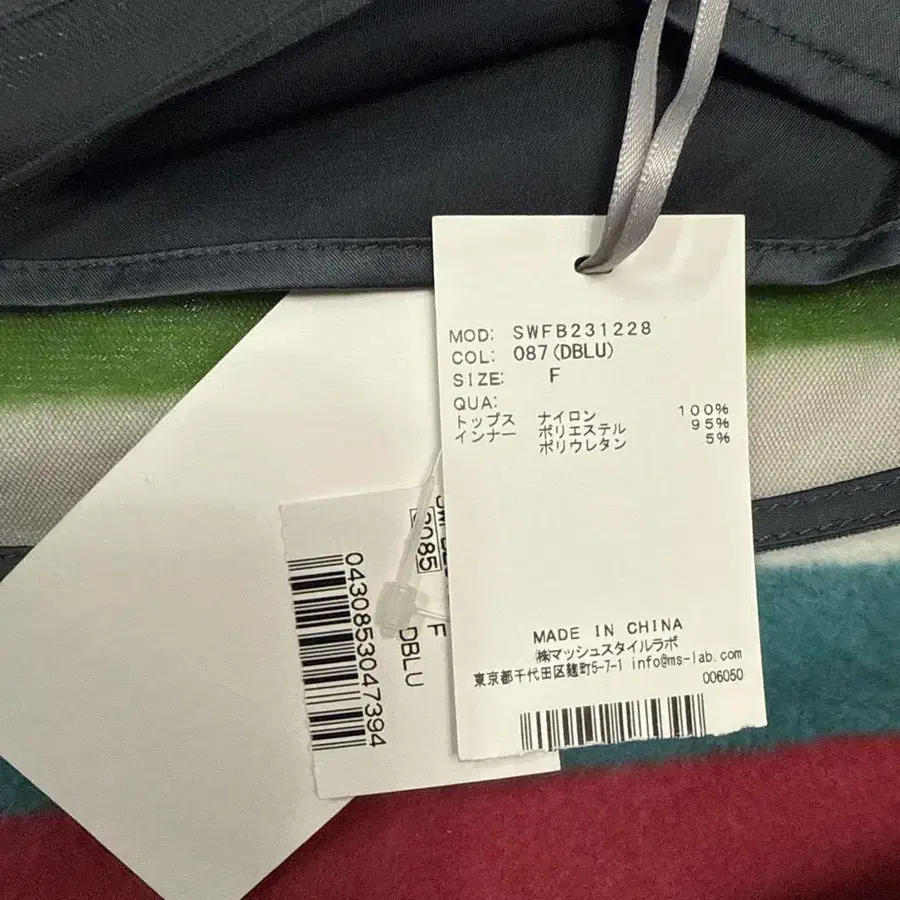 MOD: SWFB231228
COL: 087(DBLU)
SIZE: F
QUA:
トップス ナイロン 100%
インナー ポリエステル 95%
ポリウレタン 5%
MADE IN CHINA
㈱マッシュスタイルラボ
東京都千代田区麹町5-7-1 info@ms-lab.com
006050
2085
F
DBLU
0430853047394